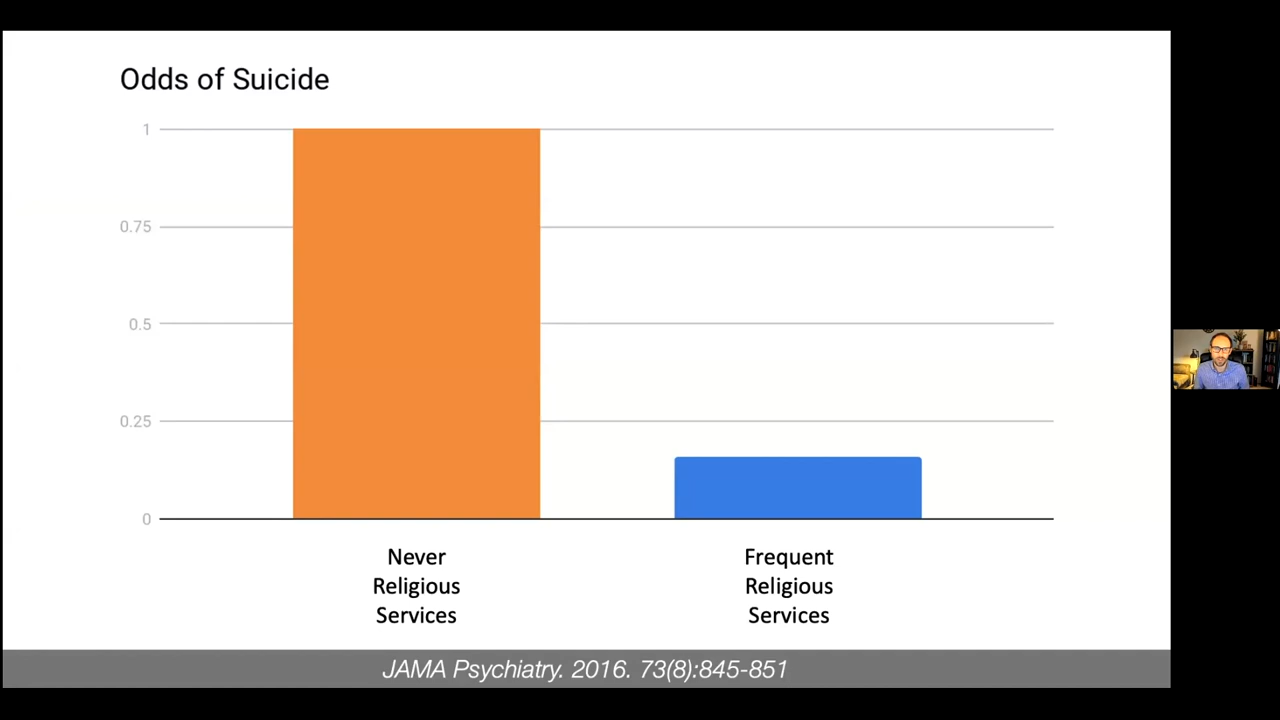 Odds of Suicide
1
0.75
0.5
0.25
0
Never
Religious
Services
Frequent
Religious
Services
JAMA Psychiatry. 2016. 73(8):845-851